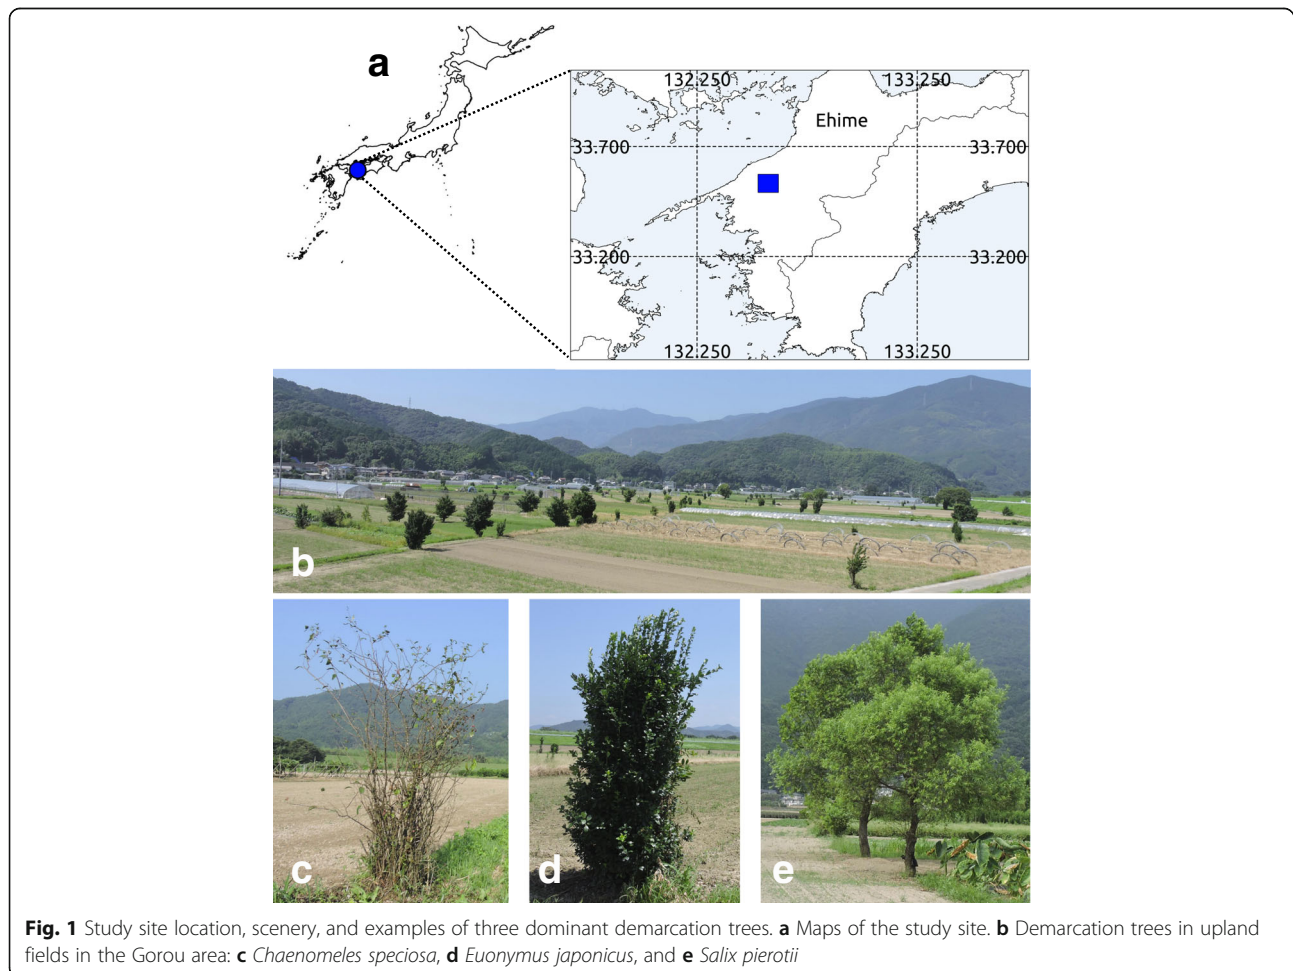 a
132.250 133.250
Ehime
33.700 33.700
33.200 33.200
132.250 133.250
b
c d e
Fig. 1 Study site location, scenery, and examples of three dominant demarcation trees. a Maps of the study site. b Demarcation trees in upland
fields in the Gorou area: c Chaenomeles speciosa, d Euonymus japonicus, and e Salix pierotii